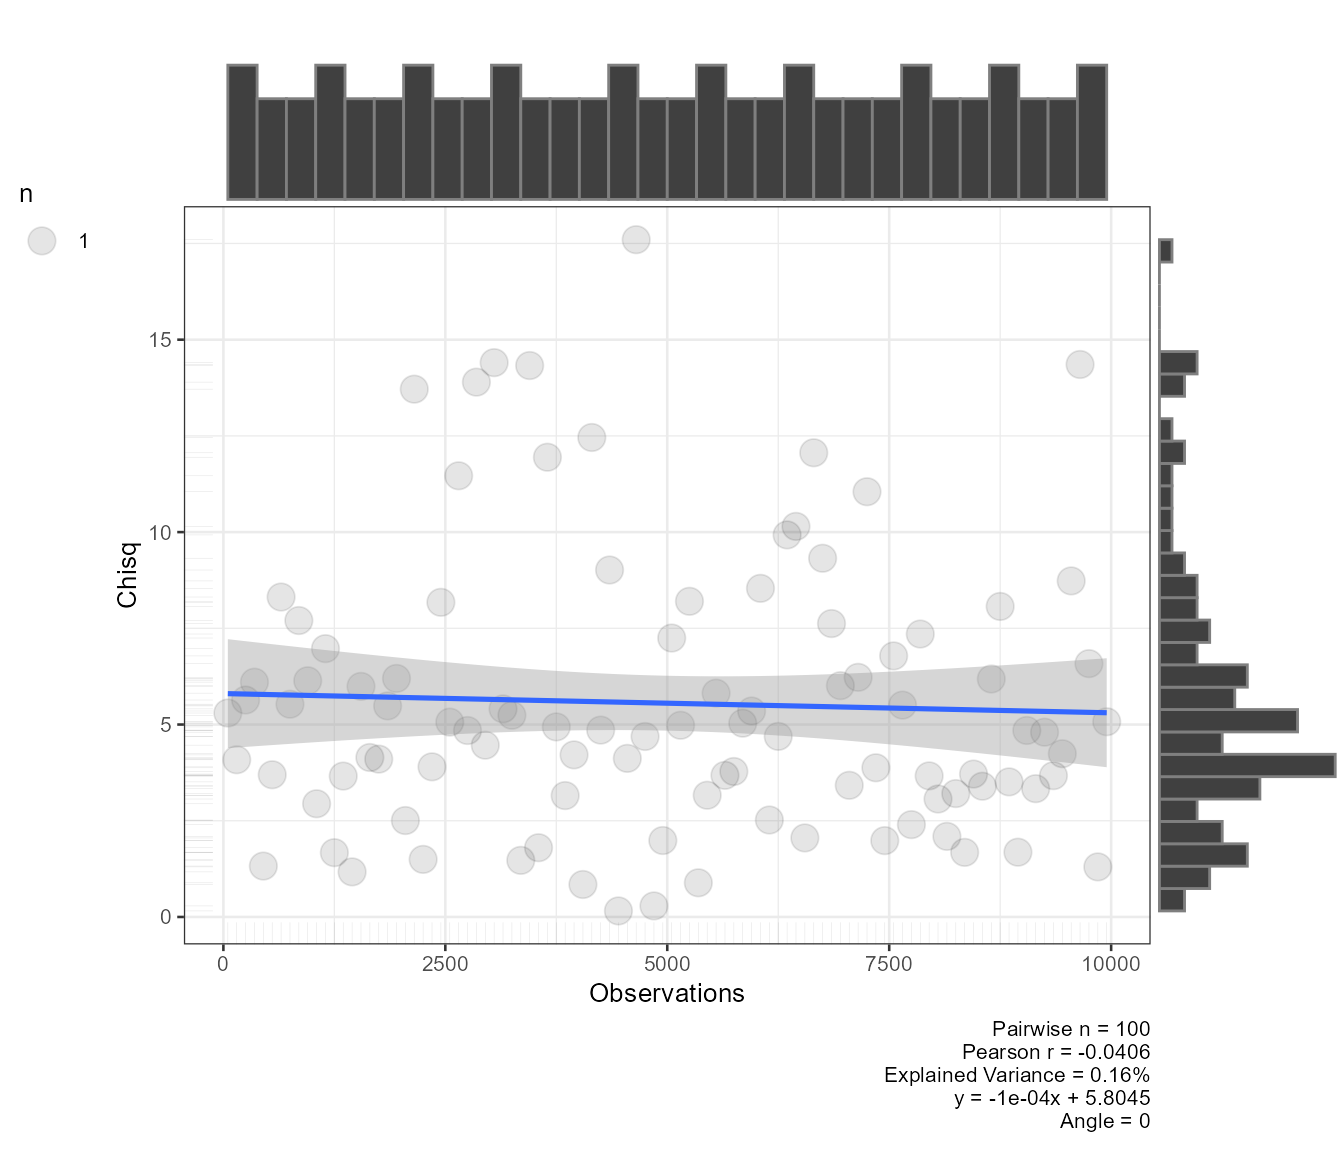 n
1
Chisq
15
10
5
0
0 2500 5000 7500 10000
Observations
Pairwise n = 100
Pearson r = -0.0406
Explained Variance = 0.16%
y = -1e-04x + 5.8045
Angle = 0